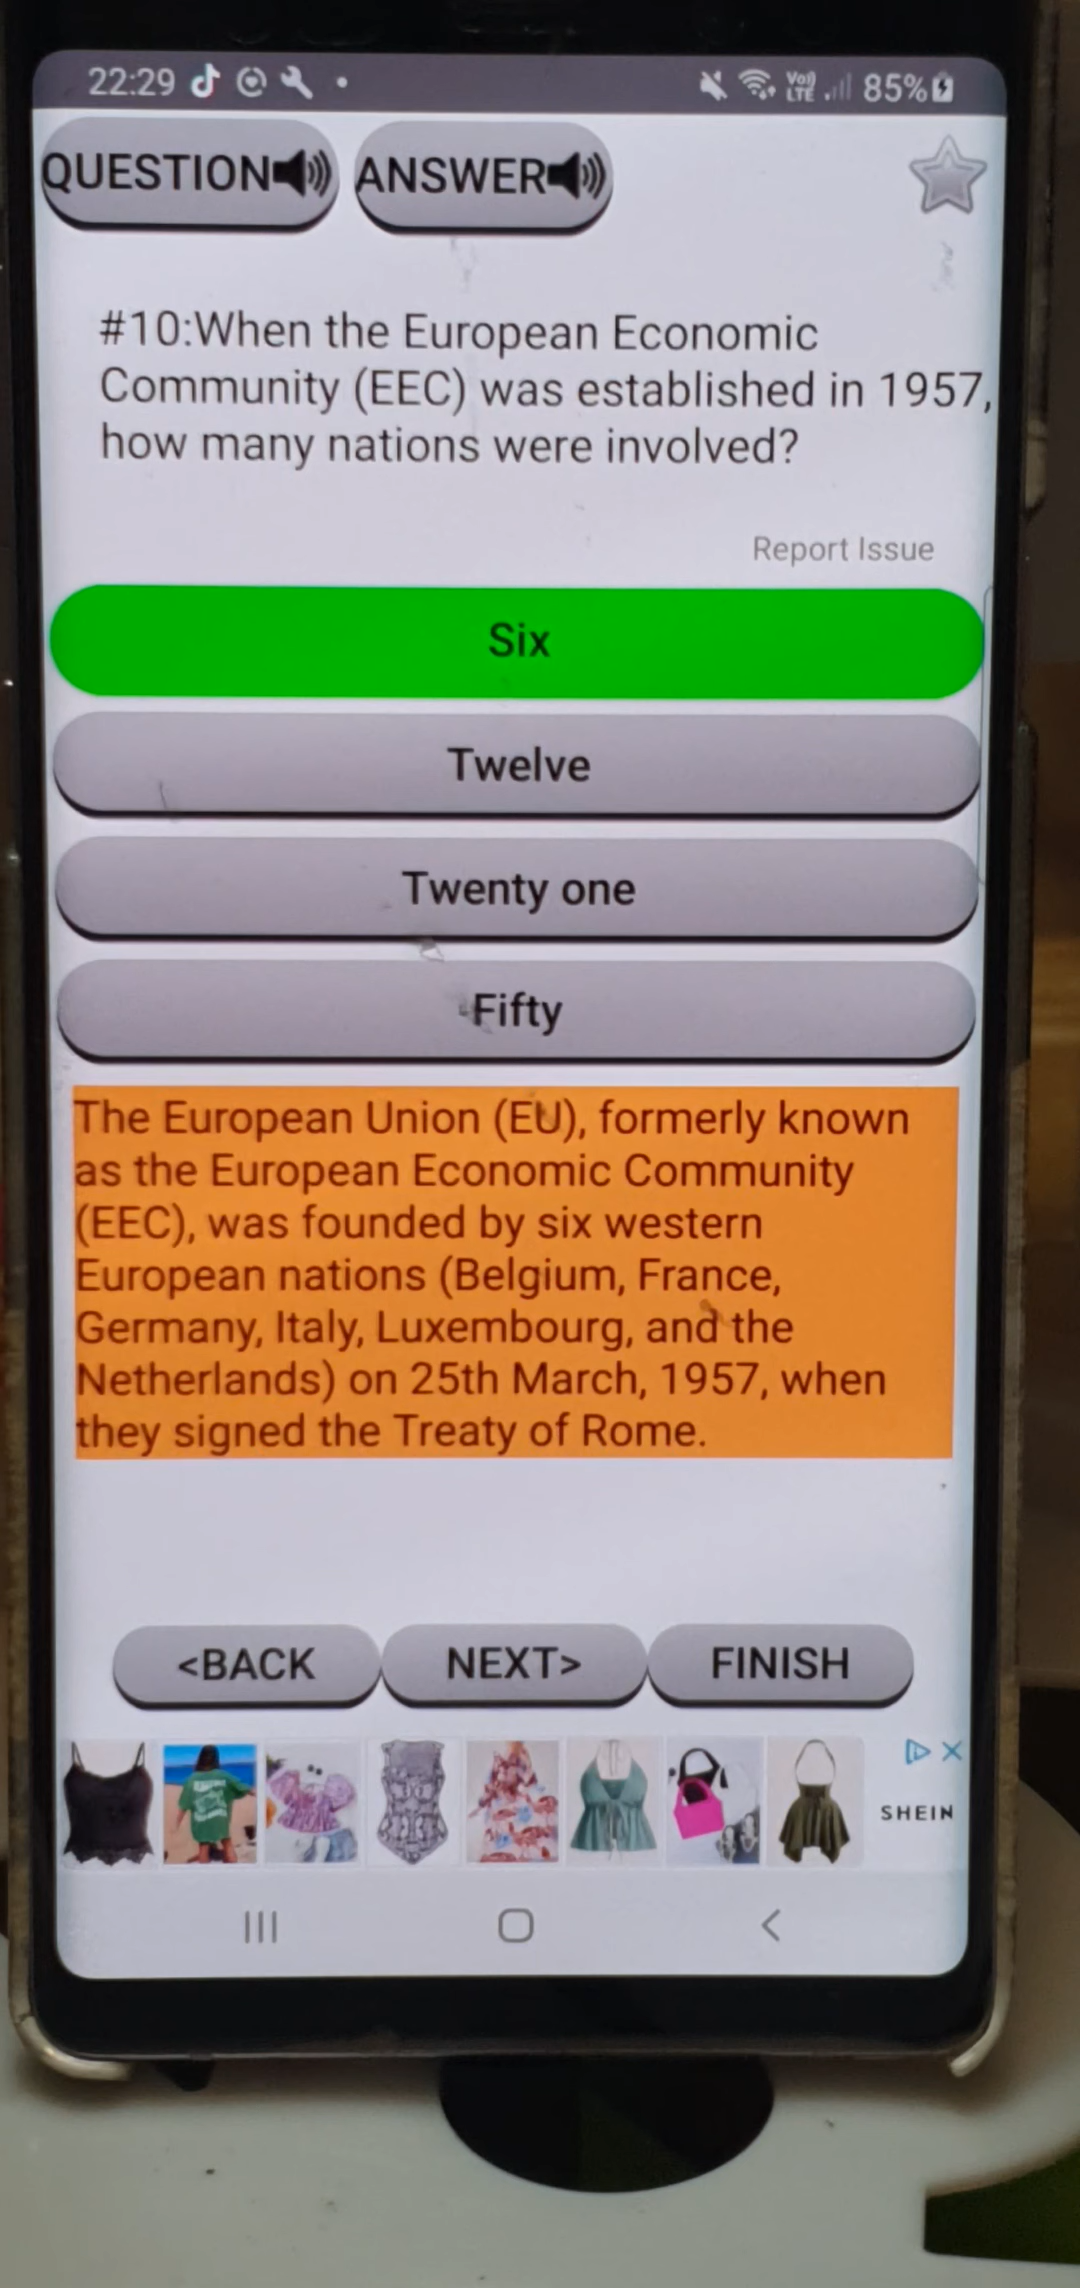 22:29 85%
QUESTION ANSWER
#10:When the European Economic
Community (EEC) was established in 1957,
how many nations were involved?
Report Issue
Six
Twelve
Twenty one
Fifty
The European Union (EU), formerly known
as the European Economic Community
(EEC), was founded by six western
European nations (Belgium, France,
Germany, Italy, Luxembourg, and the
Netherlands) on 25th March, 1957, when
they signed the Treaty of Rome.
<BACK NEXT> FINISH
SHEIN